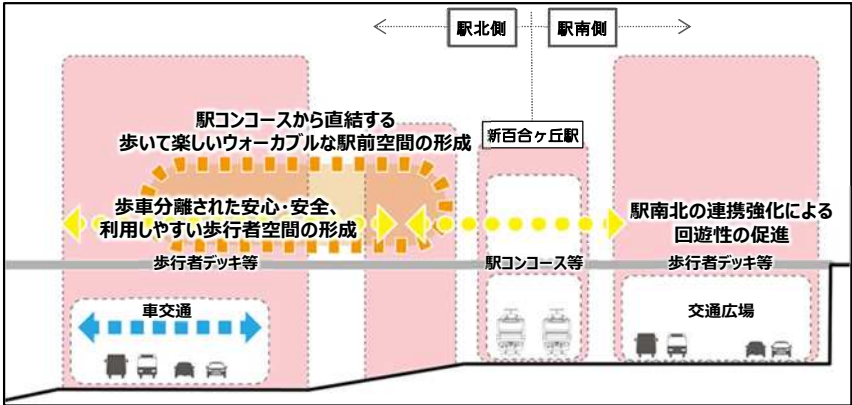 駅北側
駅南側
新百合ヶ丘駅
駅コンコースから直結する
歩いて楽しいウォーカブルな駅前空間の形成
歩車分離された安心・安全、
利用しやすい歩行者空間の形成
駅南北の連携強化による
回遊性の促進
歩行者デッキ等
駅コンコース等
歩行者デッキ等
車交通
交通広場